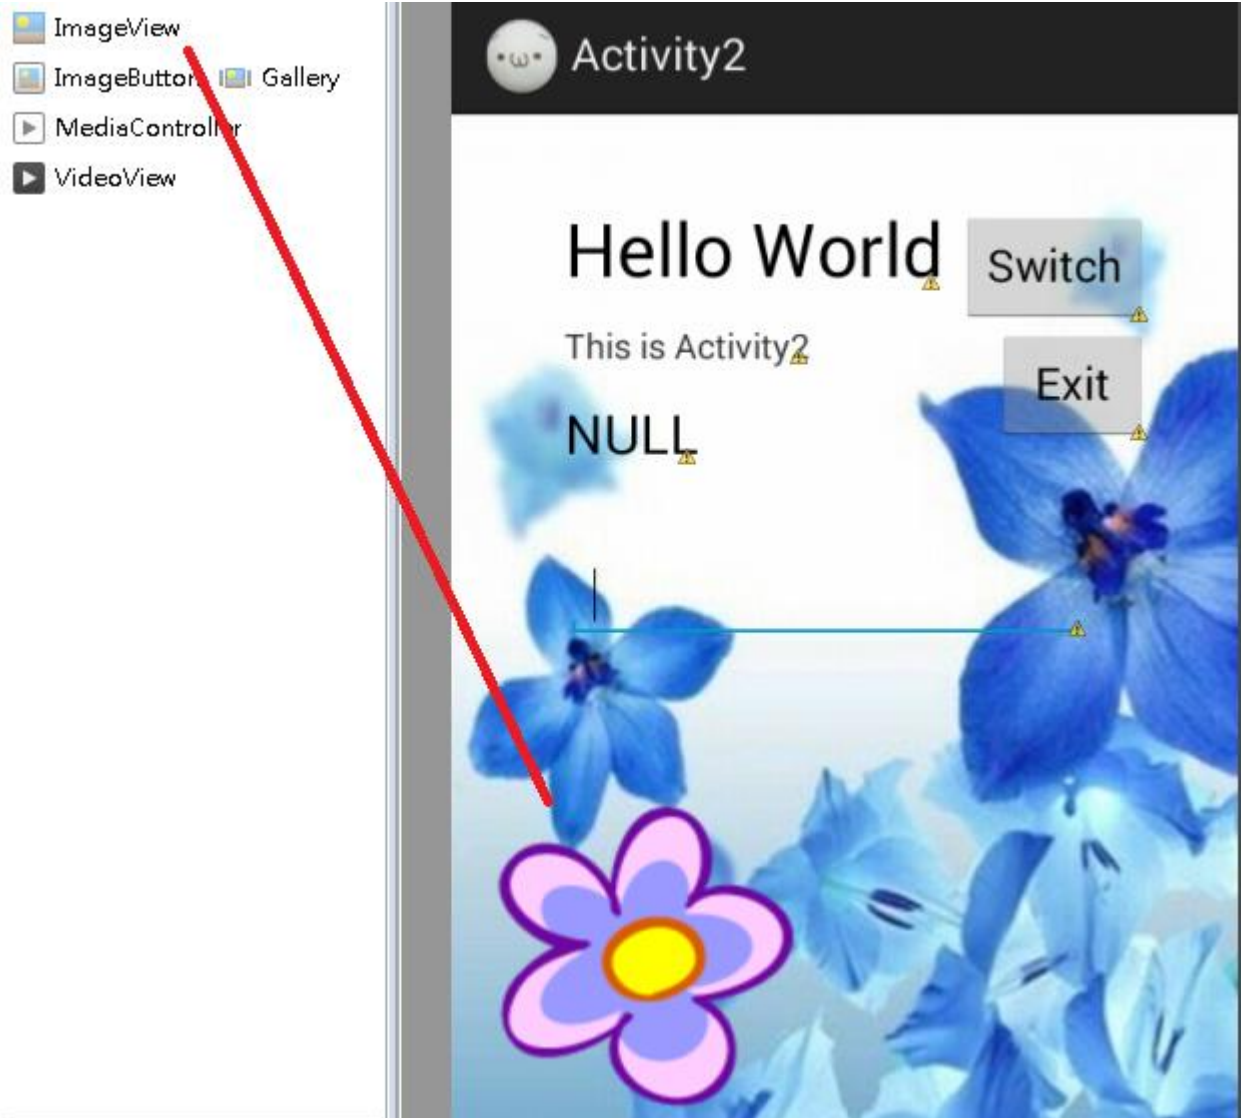 ImageView
ImageButton Gallery
MediaController
VideoView
Activity2
Hello World
Switch
This is Activity2
Exit
NULL